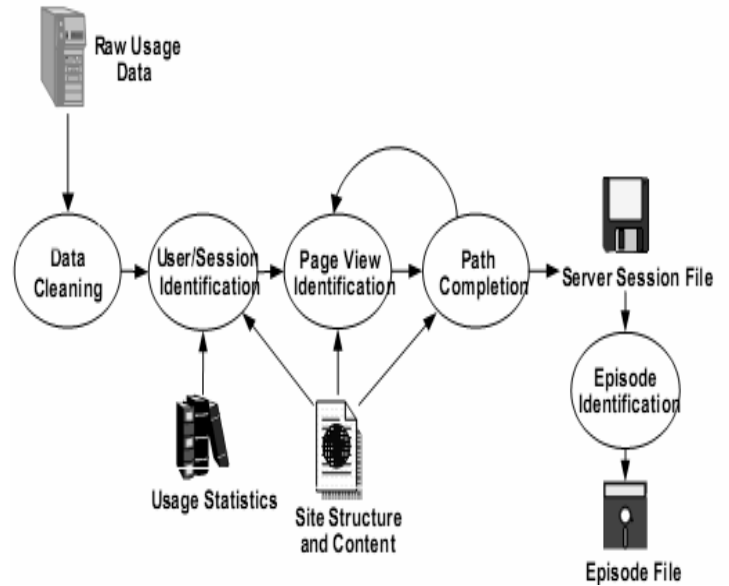 Raw Usage
Data
Data
Cleaning
User/Session
Identification
Page View
Identification
Path
Completion
Server Session File
Episode
Identification
Usage Statistics
Site Structure
and Content
Episode File